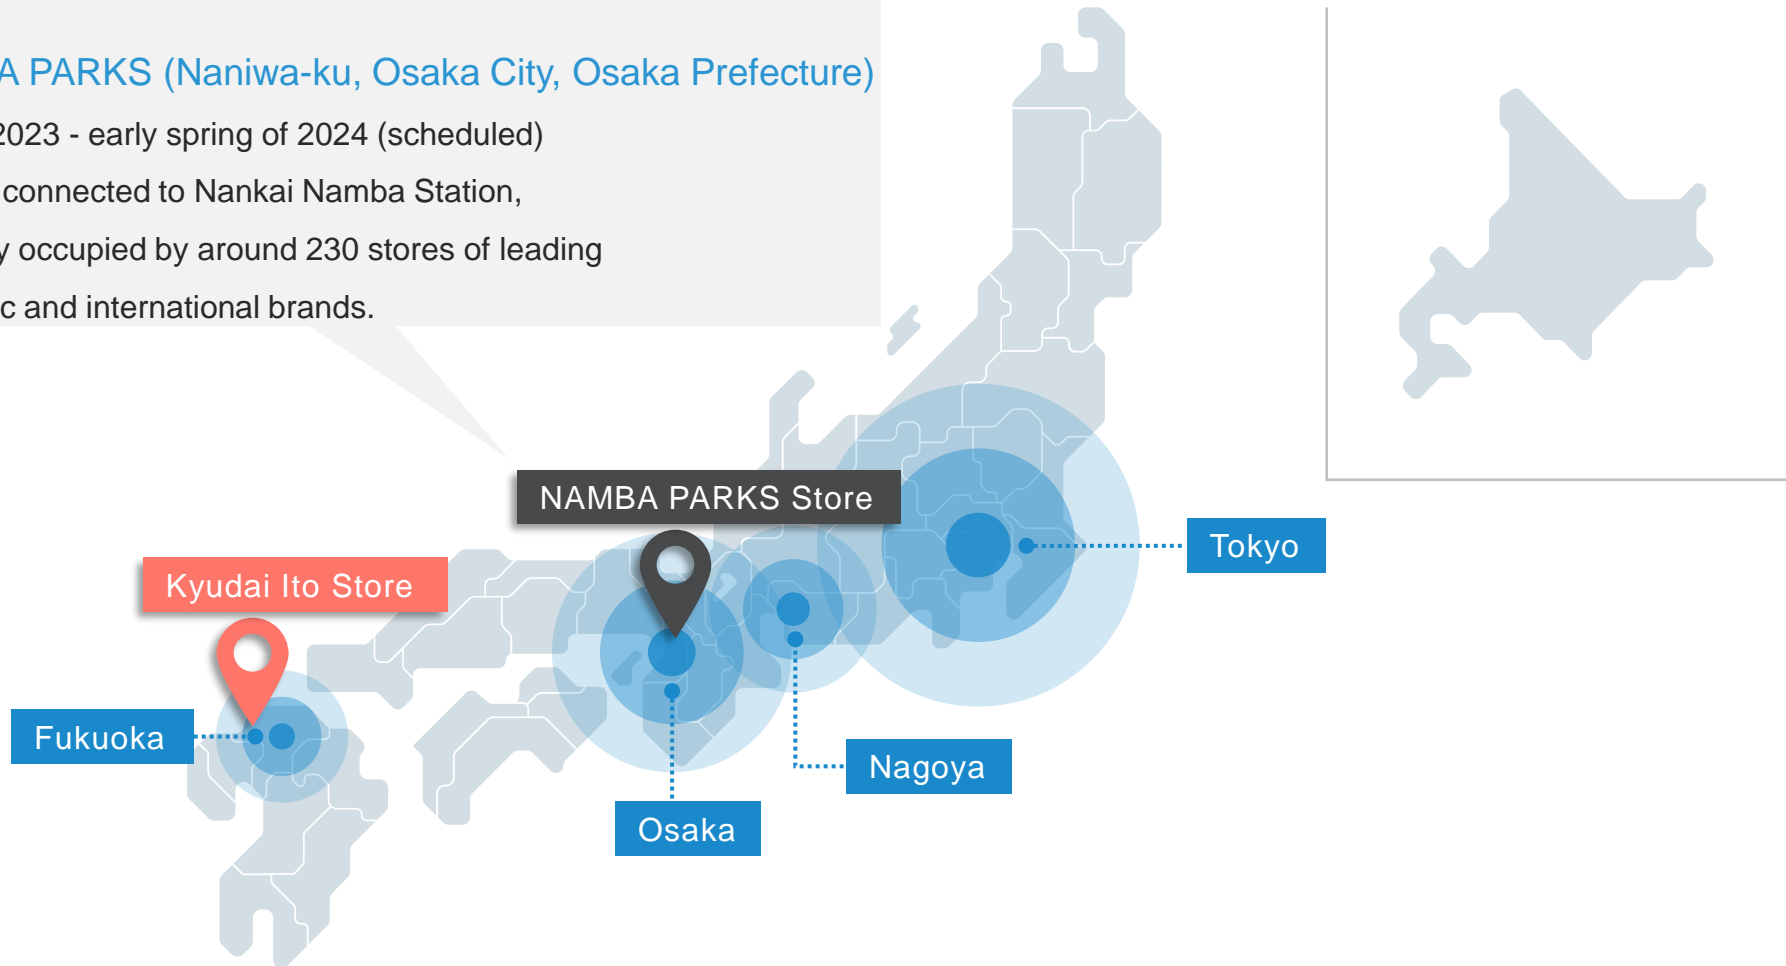 A PARKS (Naniwa-ku, Osaka City, Osaka Prefecture)
2023 - early spring of 2024 (scheduled)
connected to Nankai Namba Station,
y occupied by around 230 stores of leading
c and international brands.
NAMBA PARKS Store
Tokyo
Kyudai Ito Store
Fukuoka
Nagoya
Osaka